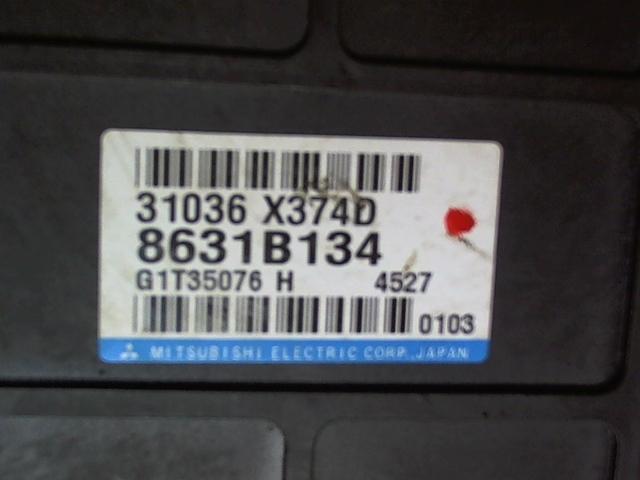 31036 X374D
8631B134
G1T35076 H 4527
0103
MITSUBISHI ELECTRIC CORP., JAPAN